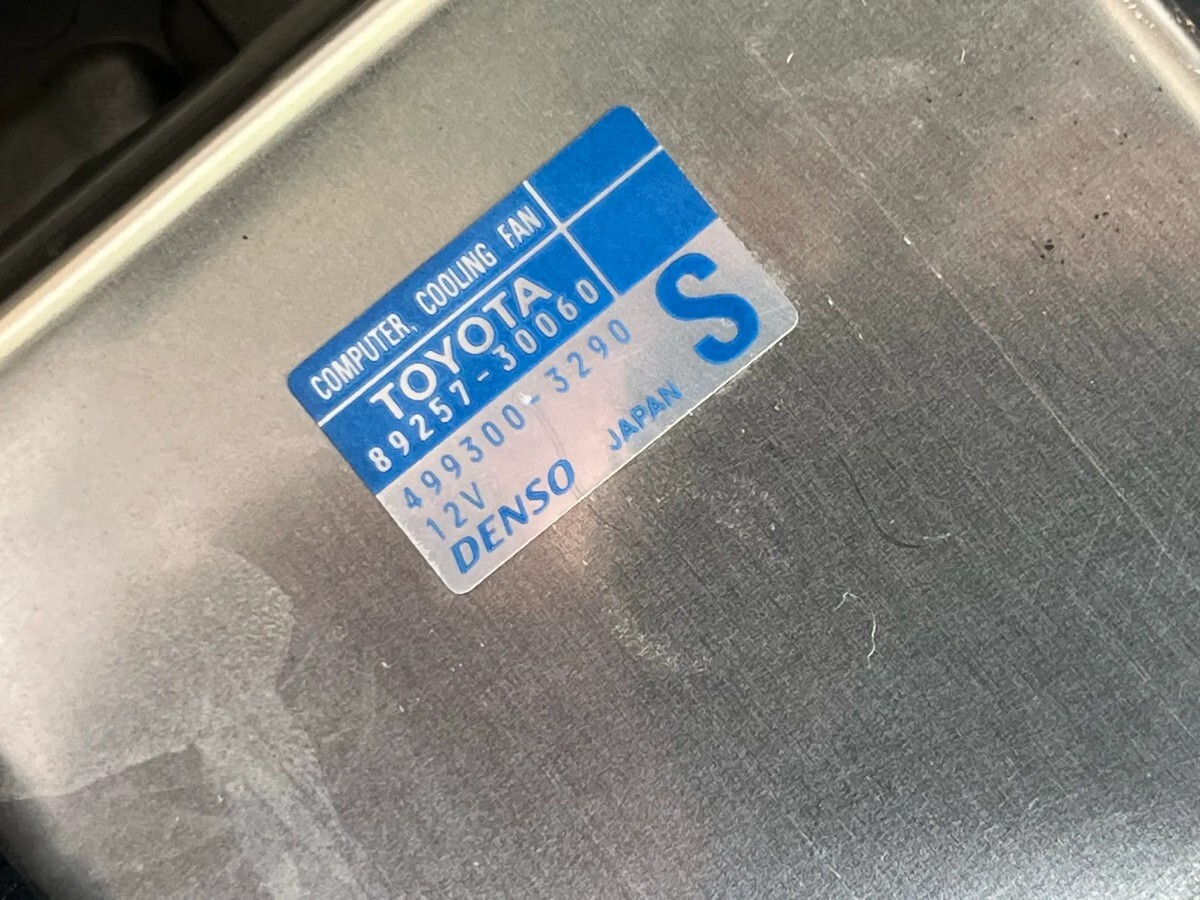 COMPUTER, COOLING FAN
TOYOTA
89257-30060
499300-3290
12V
DENSO JAPAN
S